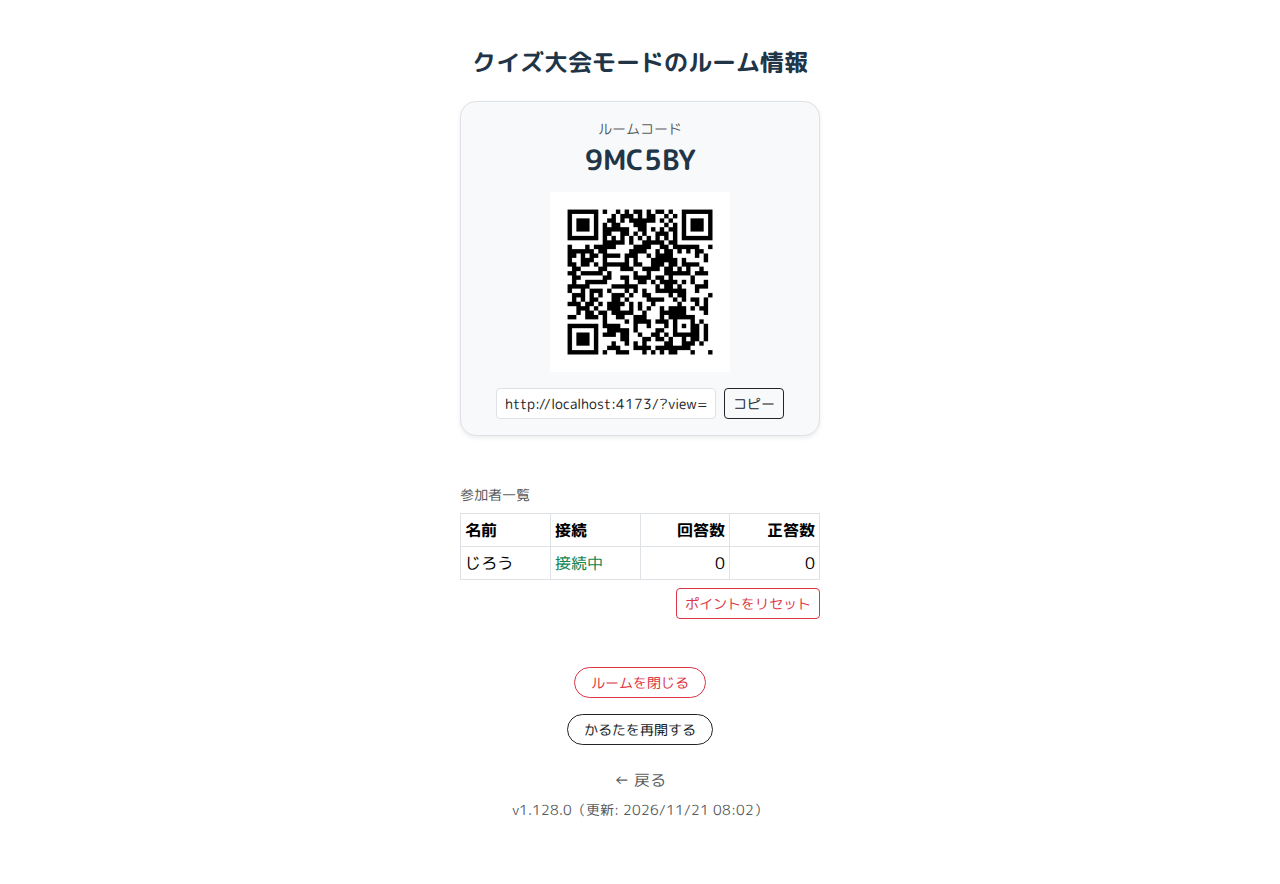 クイズ大会モードのルーム情報
ルームコード
9MC5BY
http://localhost:4173/?view= コピー
参加者一覧
名前 接続 回答数 正答数
じろう 接続中 0 0
ポイントをリセット
ルームを閉じる
かるたを再開する
← 戻る
v1.128.0（更新: 2026/11/21 08:02）